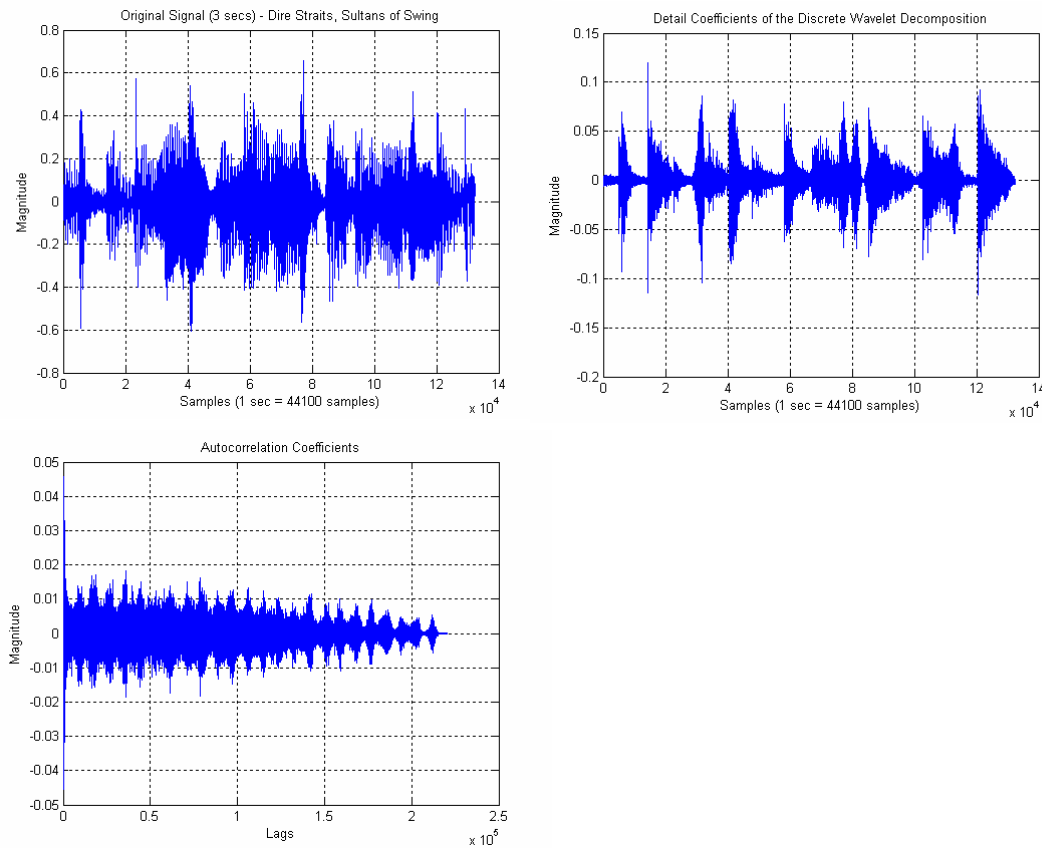 Original Signal (3 secs) - Dire Straits, Sultans of Swing
0.8
0.6
0.4
0.2
0
-0.2
-0.4
-0.6
-0.8
Magnitude
0 2 4 6 8 10 12 14
Samples (1 sec = 44100 samples)
x 10^4
Detail Coefficients of the Discrete Wavelet Decomposition
0.15
0.1
0.05
0
-0.05
-0.1
-0.15
-0.2
Magnitude
0 2 4 6 8 10 12 14
Samples (1 sec = 44100 samples)
x 10^4
Autocorrelation Coefficients
0.05
0.04
0.03
0.02
0.01
0
-0.01
-0.02
-0.03
-0.04
-0.05
Magnitude
0 0.5 1 1.5 2 2.5
Lags
x 10^5